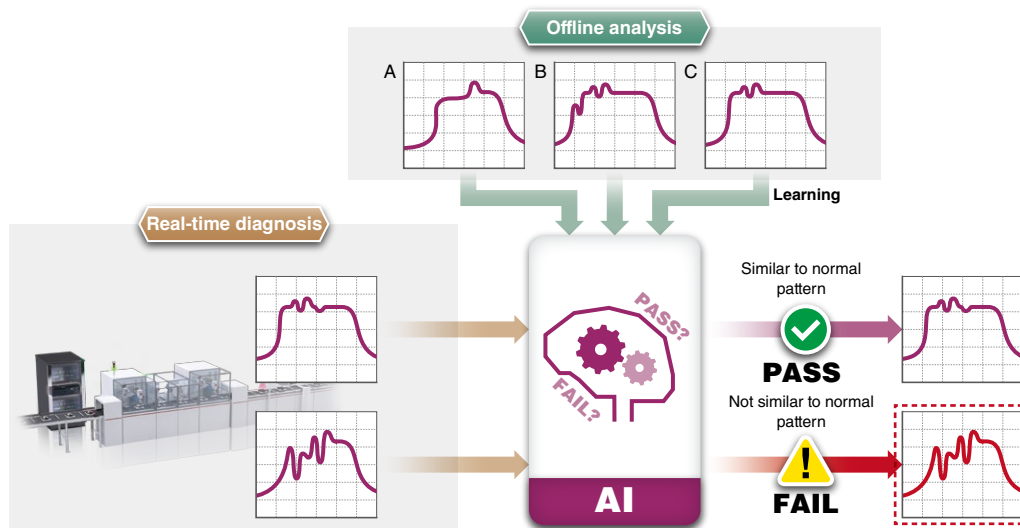 Offline analysis
A
B
C
Learning
Real-time diagnosis
PASS?
FAIL?
AI
Similar to normal
pattern
PASS
Not similar to normal
pattern
!
FAIL